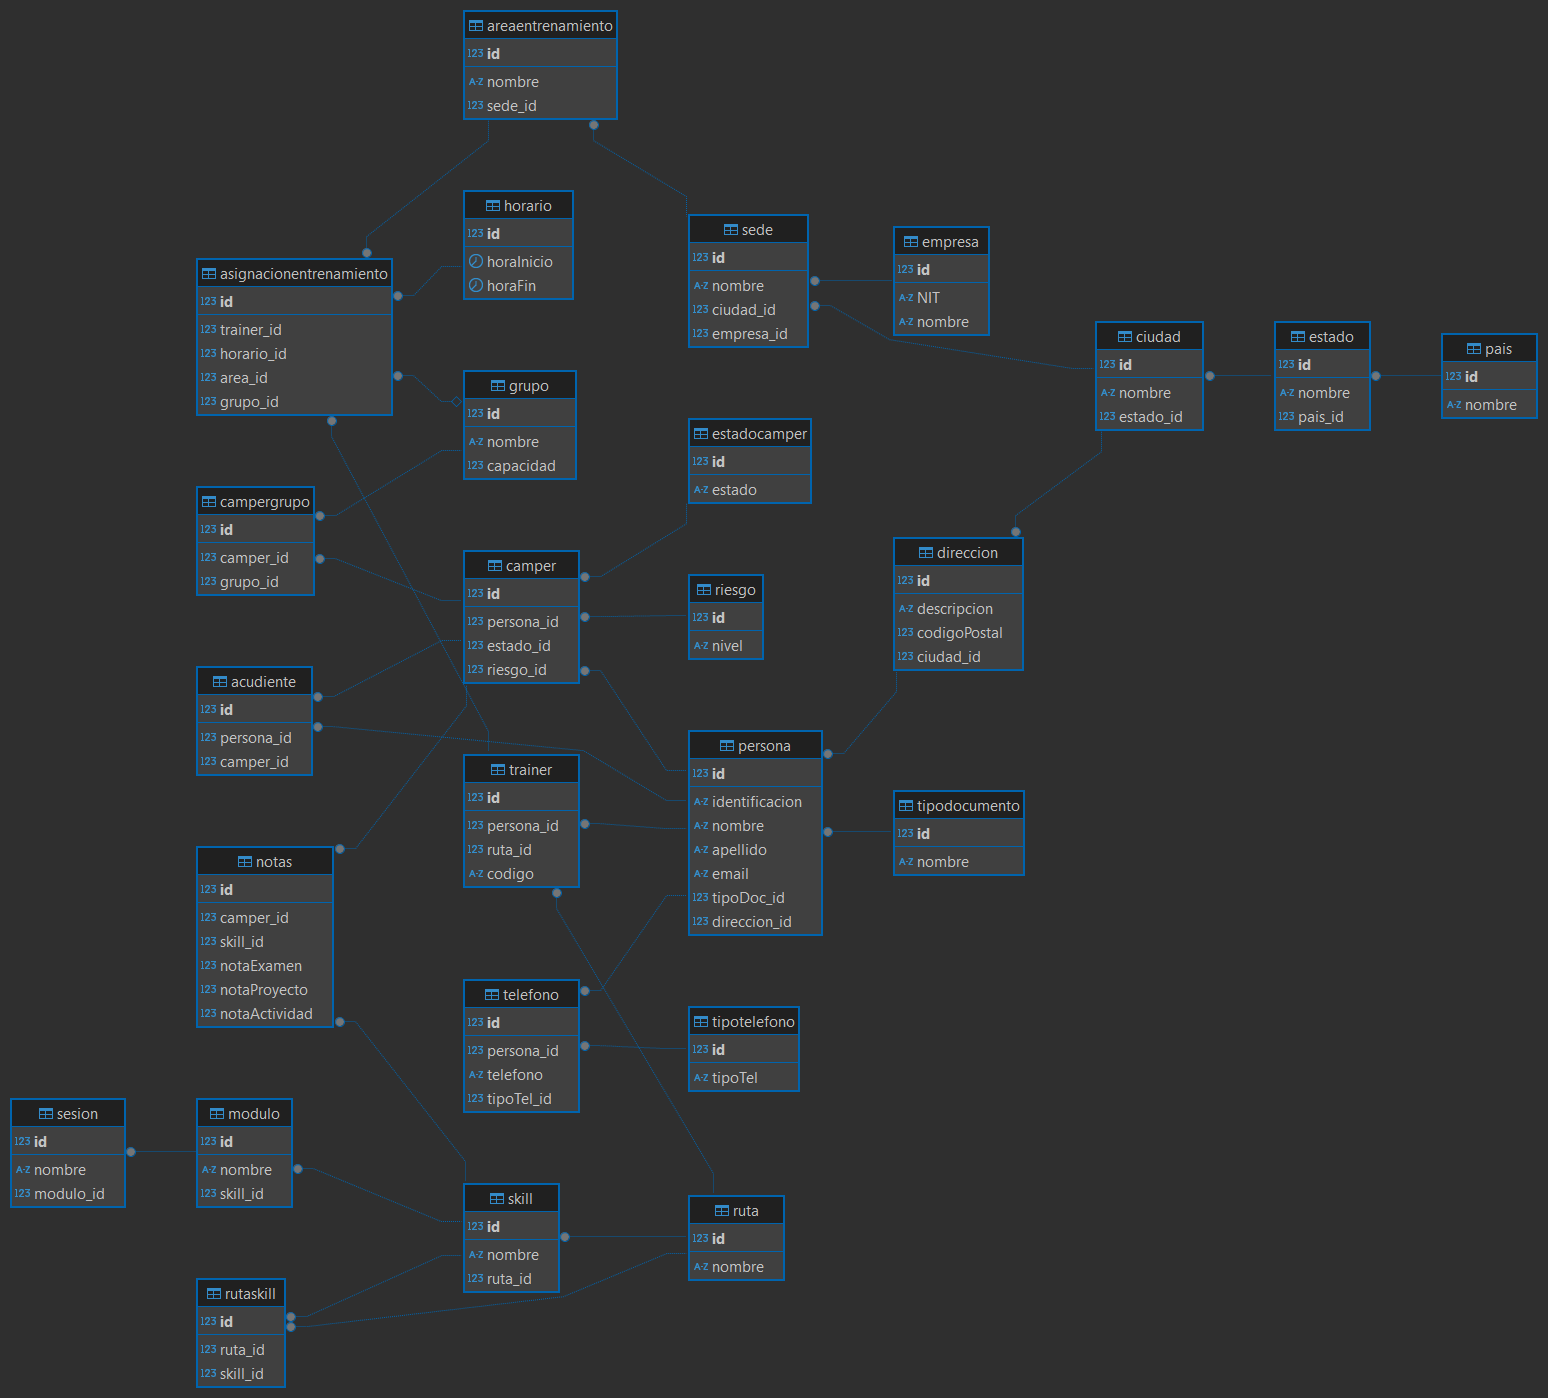 areaentrenamiento
123 id
A-Z nombre
123 sede_id
horario
123 id
horaInicio
horaFin
sede
123 id
A-Z nombre
123 ciudad_id
123 empresa_id
empresa
123 id
A-Z NIT
A-Z nombre
asignacionentrenamiento
123 id
123 trainer_id
123 horario_id
123 area_id
123 grupo_id
ciudad
123 id
A-Z nombre
123 estado_id
estado
123 id
A-Z nombre
123 pais_id
pais
123 id
A-Z nombre
grupo
123 id
A-Z nombre
123 capacidad
estadocamper
123 id
A-Z estado
campergrupo
123 id
123 camper_id
123 grupo_id
camper
123 id
123 persona_id
123 estado_id
123 riesgo_id
riesgo
123 id
A-Z nivel
direccion
123 id
A-Z descripcion
123 codigoPostal
123 ciudad_id
acudiente
123 id
123 persona_id
123 camper_id
persona
123 id
A-Z identificacion
A-Z nombre
A-Z apellido
A-Z email
123 tipoDoc_id
123 direccion_id
trainer
123 id
123 persona_id
123 ruta_id
A-Z codigo
tipodocumento
123 id
A-Z nombre
notas
123 id
123 camper_id
123 skill_id
123 notaExamen
123 notaProyecto
123 notaActividad
telefono
123 id
123 persona_id
A-Z telefono
123 tipoTel_id
tipotelefono
123 id
A-Z tipoTel
sesion
123 id
A-Z nombre
123 modulo_id
modulo
123 id
A-Z nombre
123 skill_id
skill
123 id
A-Z nombre
123 ruta_id
ruta
123 id
A-Z nombre
rutaskill
123 id
123 ruta_id
123 skill_id